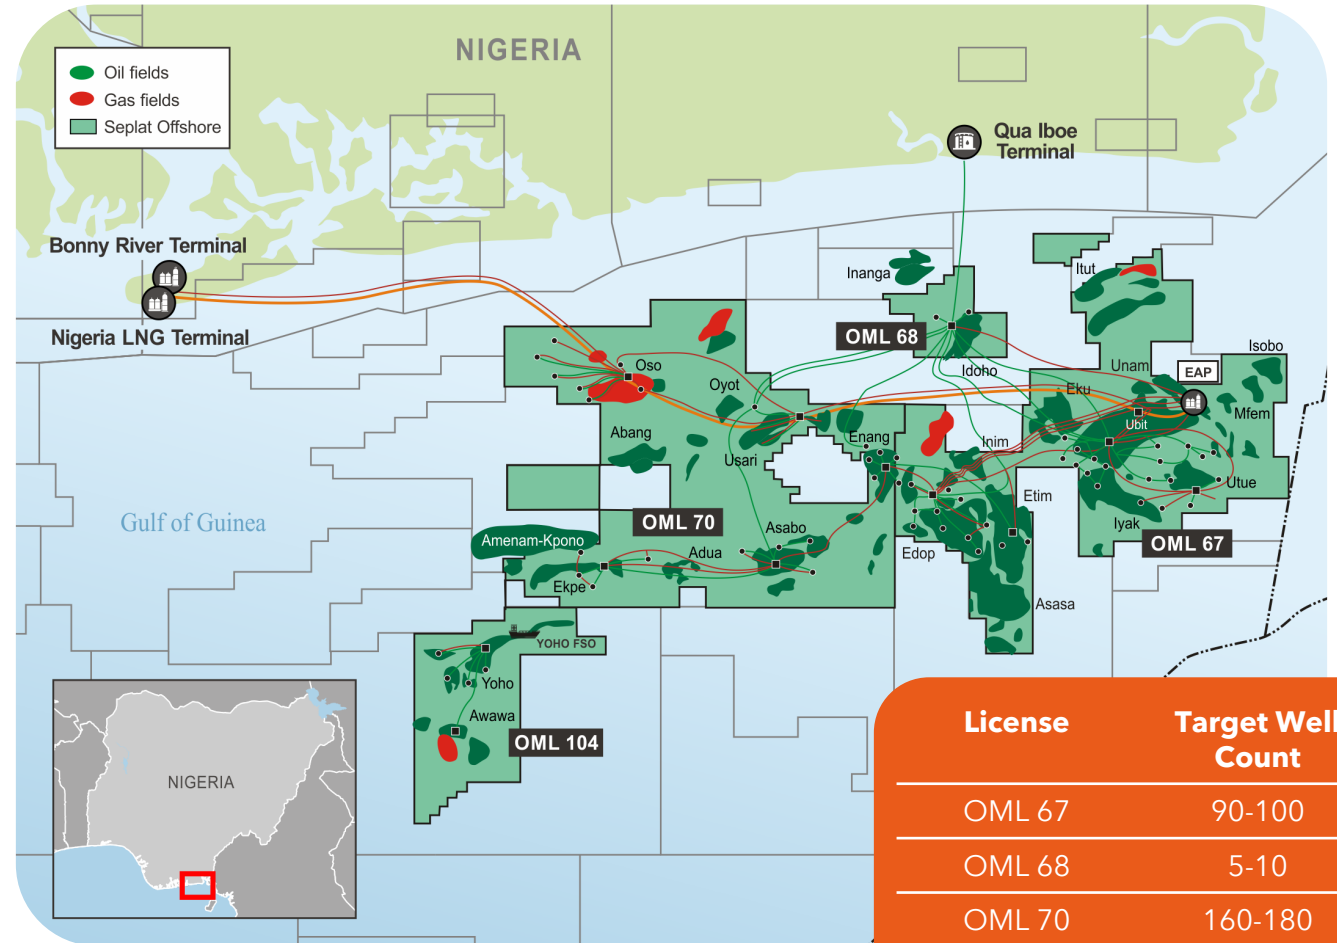 NIGERIA
Oil fields
Gas fields
Seplat Offshore
Qua Iboe
Terminal
Bonny River Terminal
Nigeria LNG Terminal
Inanga
Itut
OML 68
Isobo
Oso
Idoho
Unam
EAP
Oyot
Eku
Mfem
Ubit
Abang
Enang
Inim
Usari
Utue
Etim
Gulf of Guinea
OML 70
Asabo
Iyak
Amenam-Kpono
Adua
Edop
OML 67
Ekpe
Asasa
YOHO FSO
Yoho
Awawa
OML 104
NIGERIA
License
Target Well
Count
OML 67
90-100
OML 68
5-10
OML 70
160-180